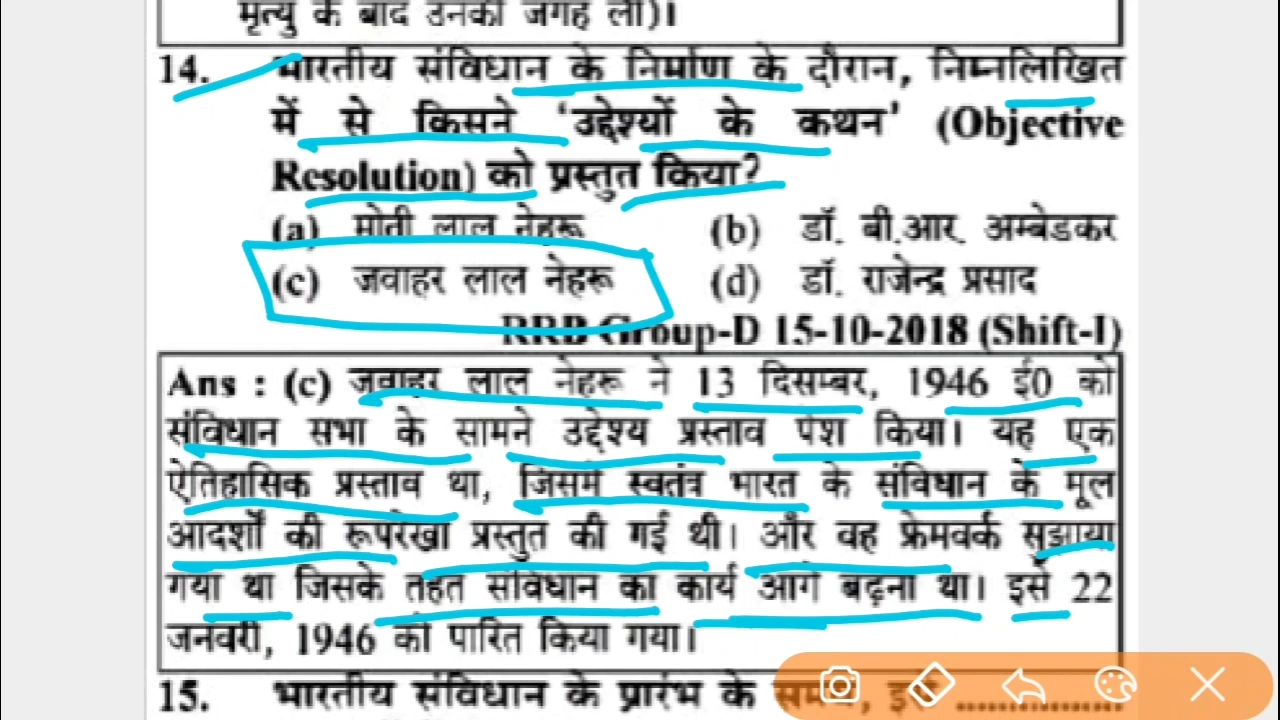 मृत्यु के बाद उनकी जगह ली)।
14. भारतीय संविधान के निर्माण के दौरान, निम्नलिखित
में से किसने 'उद्देश्यों के कथन' (Objective
Resolution) को प्रस्तुत किया?
(a) मोती लाल नेहरू (b) डॉ. बी.आर. अम्बेडकर
(c) जवाहर लाल नेहरू (d) डॉ. राजेन्द्र प्रसाद
RRB Group-D 15-10-2018 (Shift-I)
Ans : (c) जवाहर लाल नेहरू ने 13 दिसम्बर, 1946 ई0 को
संविधान सभा के सामने उद्देश्य प्रस्ताव पेश किया। यह एक
ऐतिहासिक प्रस्ताव था, जिसमें स्वतंत्र भारत के संविधान के मूल
आदर्शों की रूपरेखा प्रस्तुत की गई थी। और वह फ्रेमवर्क सुझाया
गया था जिसके तहत संविधान का कार्य आगे बढ़ना था। इसे 22
जनवरी, 1946 को पारित किया गया।
15. भारतीय संविधान के प्रारंभ के